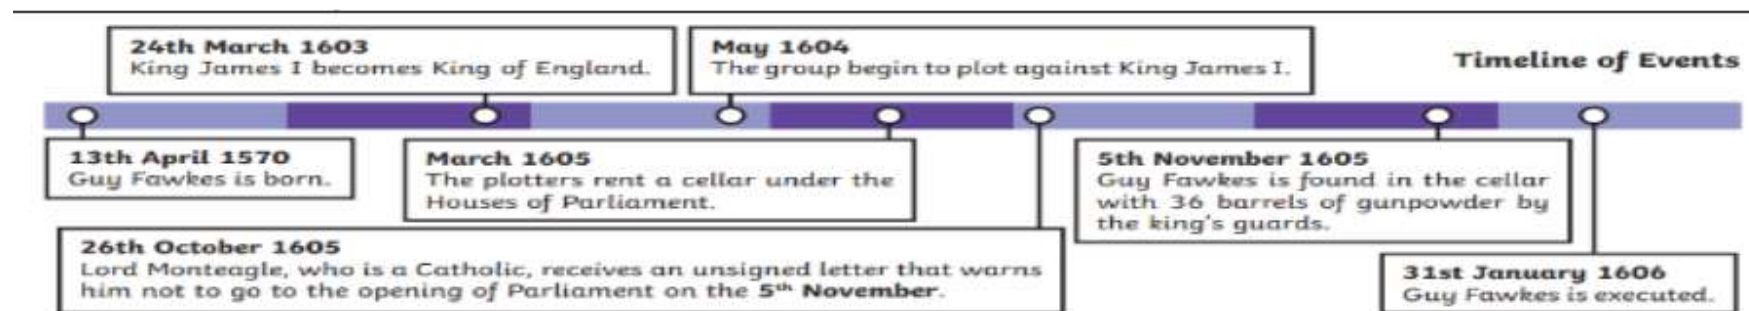 Timeline of Events
24th March 1603
King James I becomes King of England.
May 1604
The group begin to plot against King James I.
13th April 1570
Guy Fawkes is born.
March 1605
The plotters rent a cellar under the
Houses of Parliament.
5th November 1605
Guy Fawkes is found in the cellar
with 36 barrels of gunpowder by
the king's guards.
26th October 1605
Lord Monteagle, who is a Catholic, receives an unsigned letter that warns
him not to go to the opening of Parliament on the 5th November.
31st January 1606
Guy Fawkes is executed.